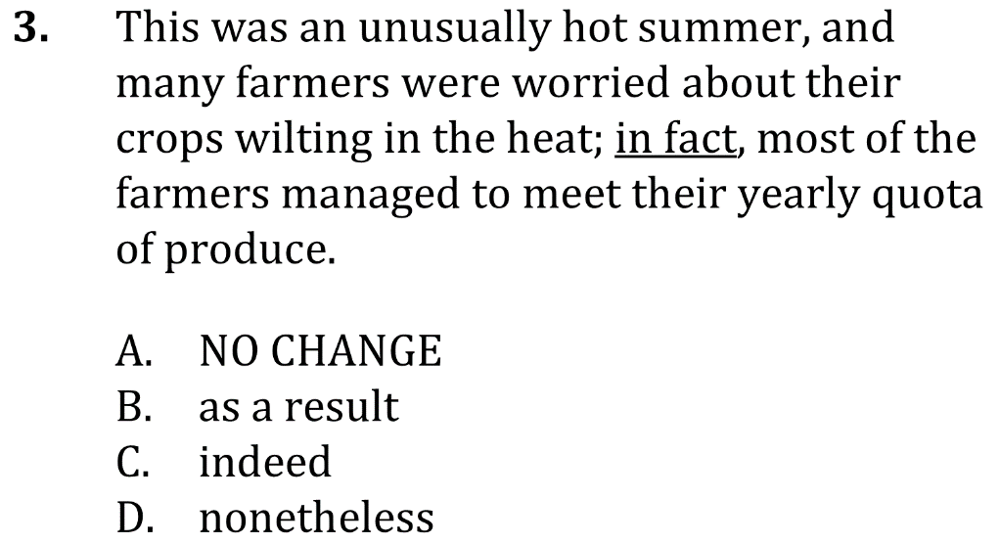 3. This was an unusually hot summer, and
many farmers were worried about their
crops wilting in the heat; in fact, most of the
farmers managed to meet their yearly quota
of produce.
A. NO CHANGE
B. as a result
C. indeed
D. nonetheless